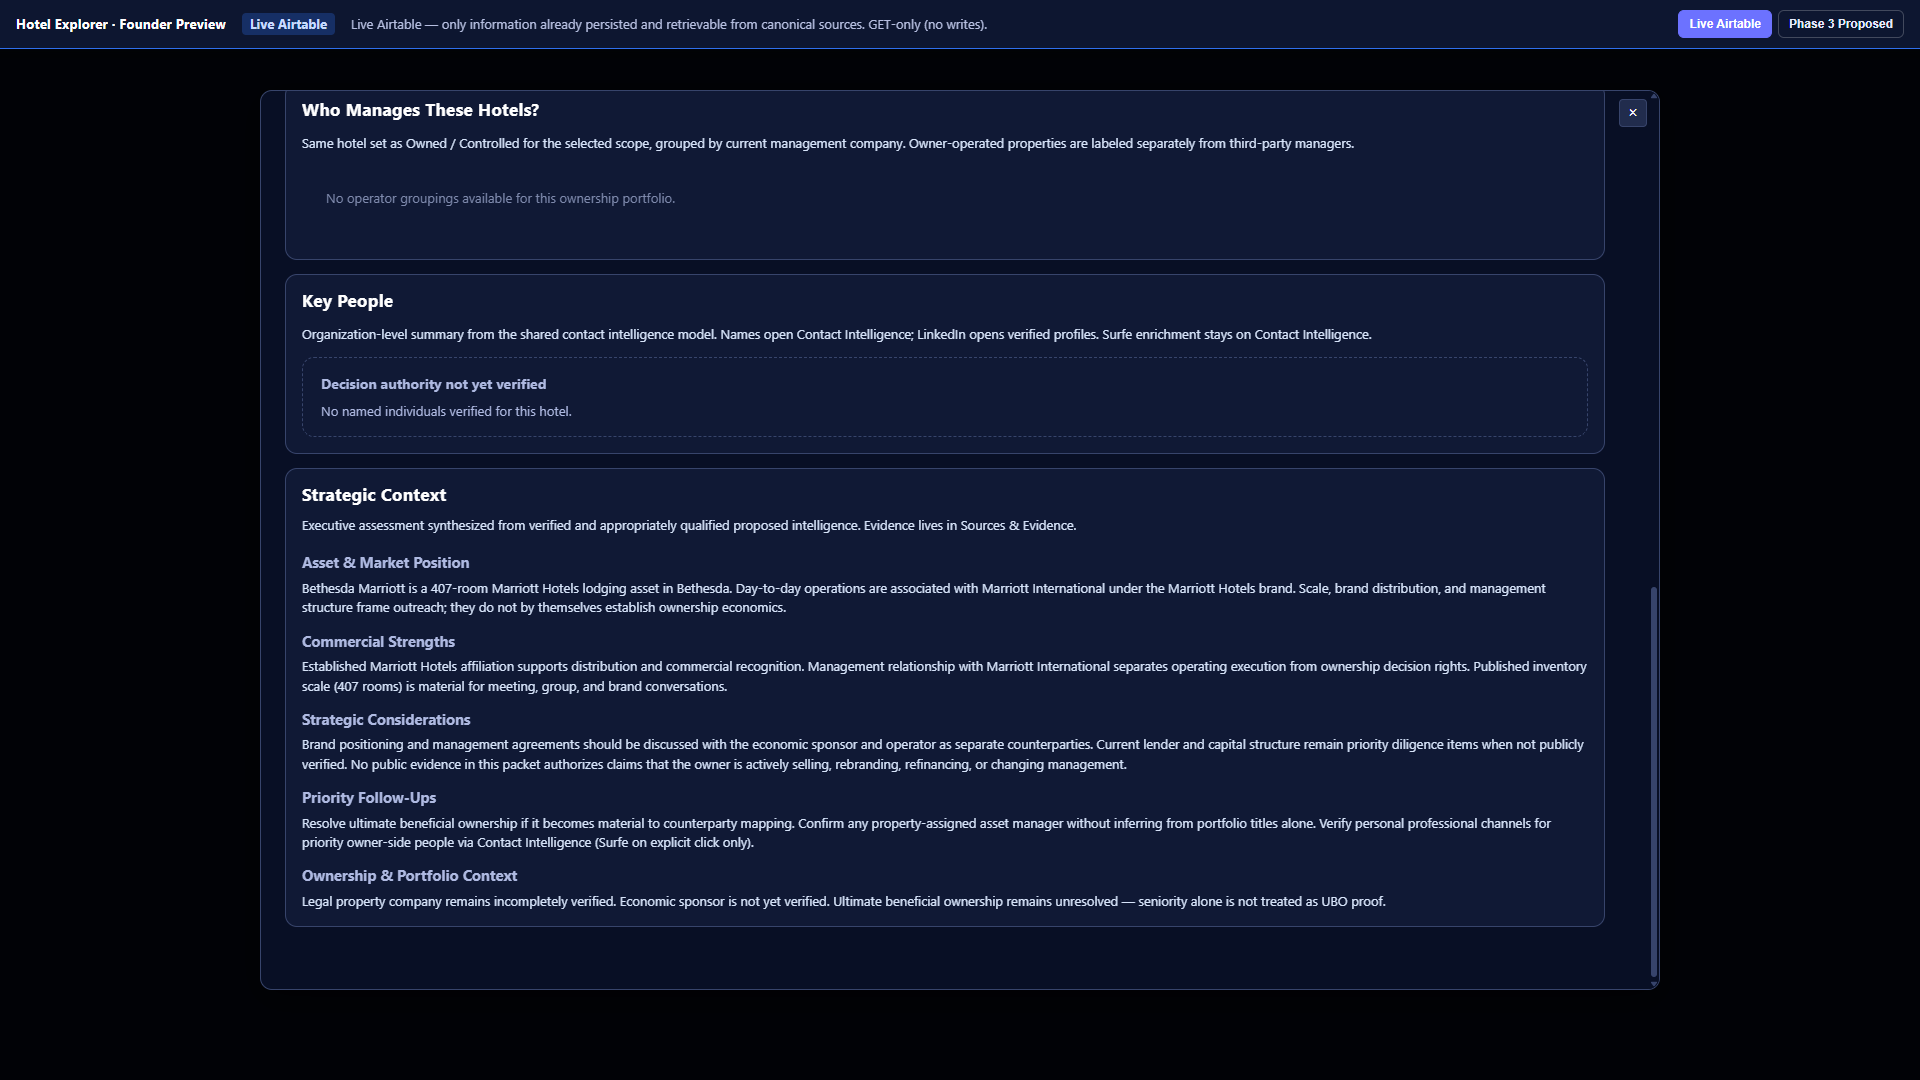 Hotel Explorer · Founder Preview
Live Airtable
Live Airtable — only information already persisted and retrievable from canonical sources. GET-only (no writes).
Live Airtable
Phase 3 Proposed
×
Who Manages These Hotels?
Same hotel set as Owned / Controlled for the selected scope, grouped by current management company. Owner-operated properties are labeled separately from third-party managers.
No operator groupings available for this ownership portfolio.
Key People
Organization-level summary from the shared contact intelligence model. Names open Contact Intelligence; LinkedIn opens verified profiles. Surfe enrichment stays on Contact Intelligence.
Decision authority not yet verified
No named individuals verified for this hotel.
Strategic Context
Executive assessment synthesized from verified and appropriately qualified proposed intelligence. Evidence lives in Sources & Evidence.
Asset & Market Position
Bethesda Marriott is a 407-room Marriott Hotels lodging asset in Bethesda. Day-to-day operations are associated with Marriott International under the Marriott Hotels brand. Scale, brand distribution, and management
structure frame outreach; they do not by themselves establish ownership economics.
Commercial Strengths
Established Marriott Hotels affiliation supports distribution and commercial recognition. Management relationship with Marriott International separates operating execution from ownership decision rights. Published inventory
scale (407 rooms) is material for meeting, group, and brand conversations.
Strategic Considerations
Brand positioning and management agreements should be discussed with the economic sponsor and operator as separate counterparties. Current lender and capital structure remain priority diligence items when not publicly
verified. No public evidence in this packet authorizes claims that the owner is actively selling, rebranding, refinancing, or changing management.
Priority Follow-Ups
Resolve ultimate beneficial ownership if it becomes material to counterparty mapping. Confirm any property-assigned asset manager without inferring from portfolio titles alone. Verify personal professional channels for
priority owner-side people via Contact Intelligence (Surfe on explicit click only).
Ownership & Portfolio Context
Legal property company remains incompletely verified. Economic sponsor is not yet verified. Ultimate beneficial ownership remains unresolved — seniority alone is not treated as UBO proof.